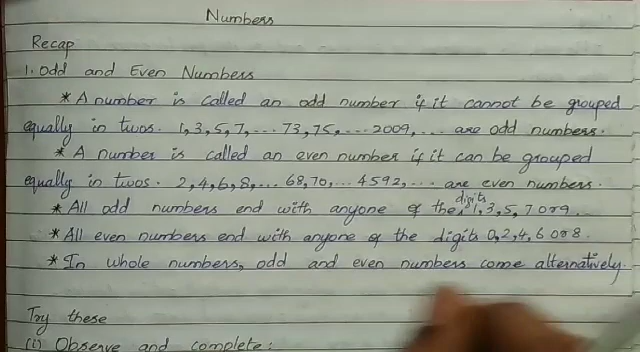 Numbers
Recap
1. Odd and Even Numbers
* A number is called an odd number if it cannot be grouped
equally in twos. 1, 3, 5, 7, ... 73, 75, ... 2009, ... are odd numbers.
* A number is called an even number if it can be grouped
equally in twos. 2, 4, 6, 8, ... 68, 70, ... 4592, ... are even numbers.
* All odd numbers end with anyone of the digits 1, 3, 5, 7 or 9.
* All even numbers end with anyone of the digits 0, 2, 4, 6 or 8.
* In whole numbers, odd and even numbers come alternatively.
Try these
(i) Observe and complete: